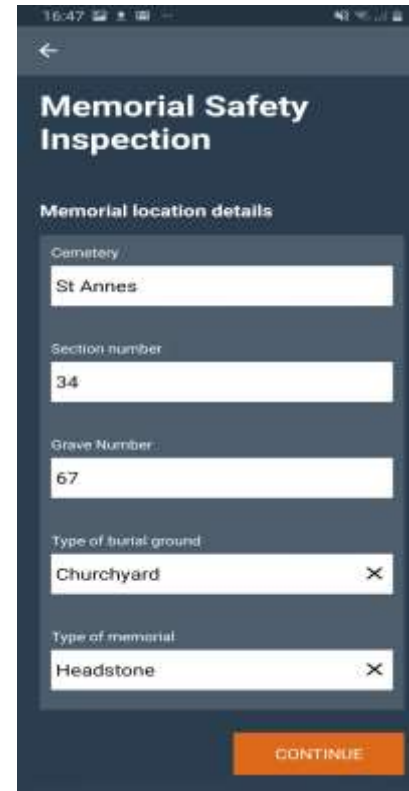 16:47
Memorial Safety
Inspection
Memorial location details
Cemetery
St Annes
Section number
34
Grave Number
67
Type of burial ground
Churchyard
Type of memorial
Headstone
CONTINUE